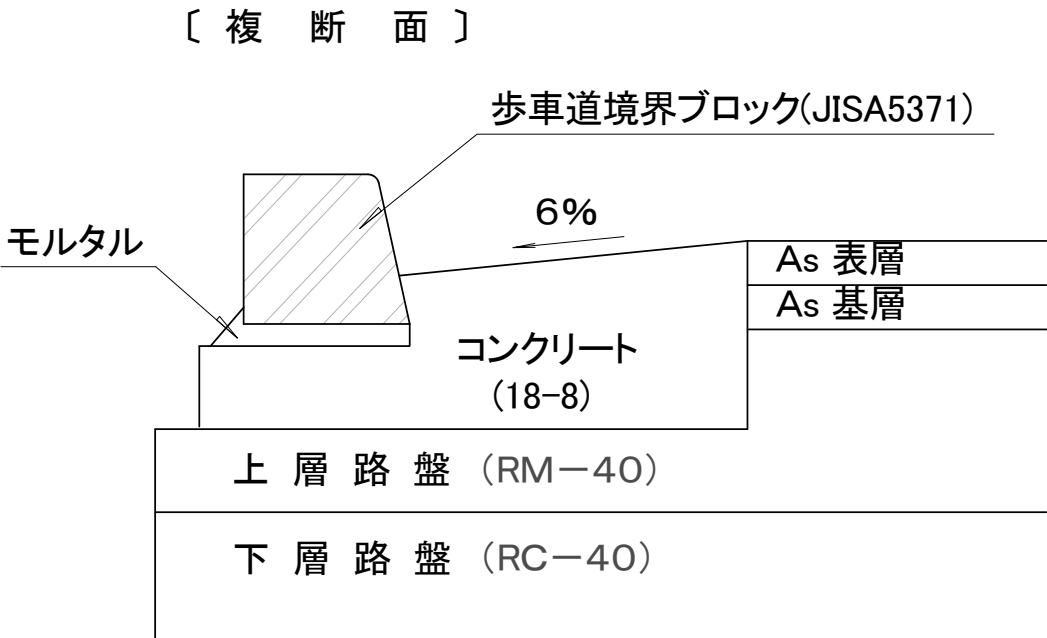 〔 複 断 面 〕
歩車道境界ブロック(JISA5371)
6%
モルタル
As 表層
As 基層
コンクリート
(18-8)
上 層 路 盤 (RM-40)
下 層 路 盤 (RC-40)